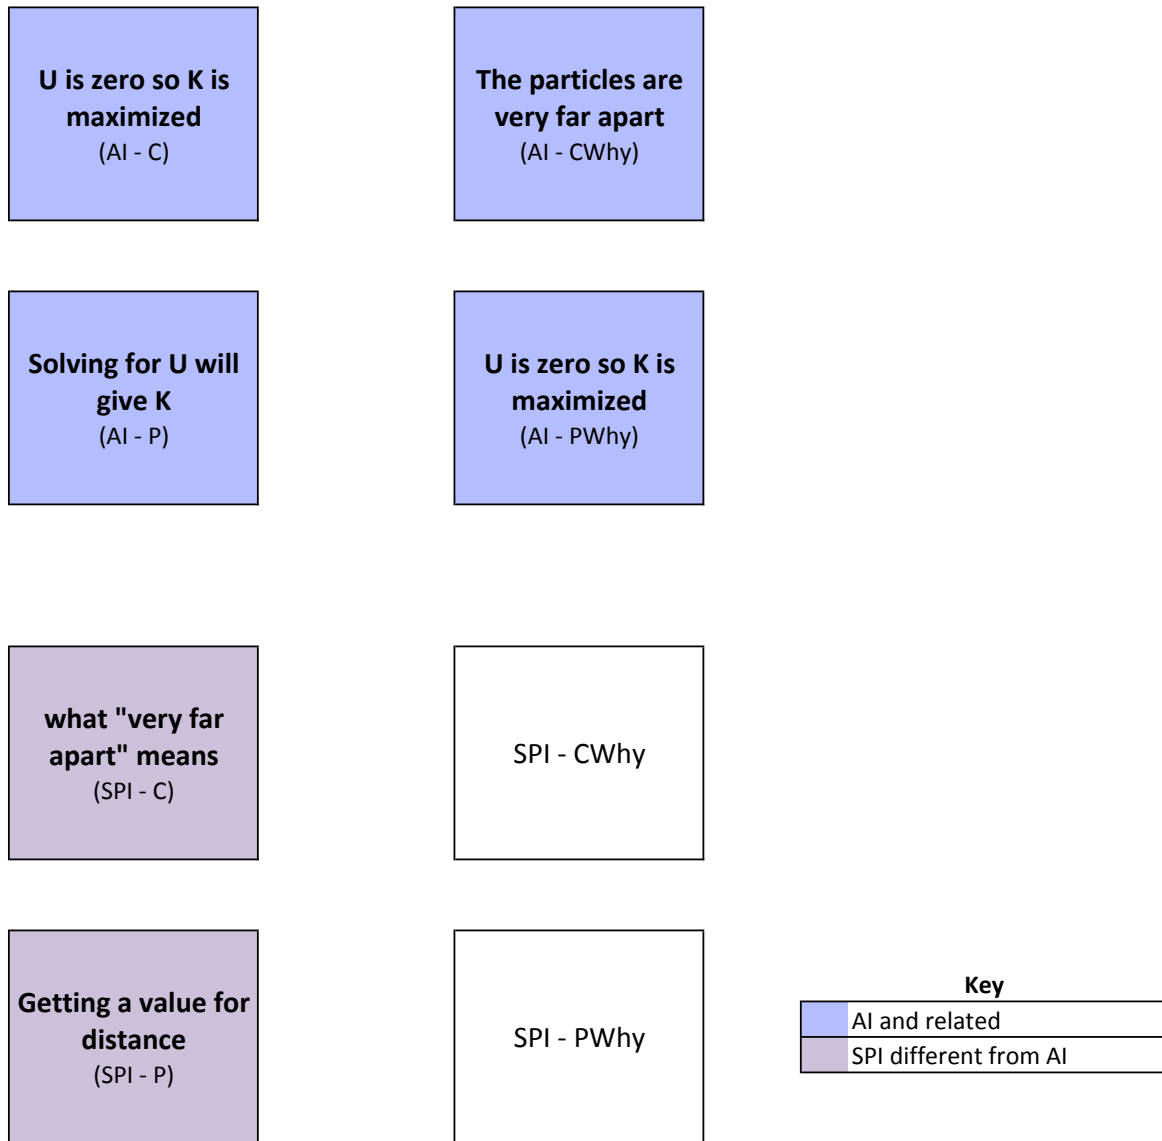 U is zero so K is
maximized
(AI - C)
The particles are
very far apart
(AI - CWhy)
Solving for U will
give K
(AI - P)
U is zero so K is
maximized
(AI - PWhy)
what "very far
apart" means
(SPI - C)
SPI - CWhy
Getting a value for
distance
(SPI - P)
SPI - PWhy
Key
AI and related
SPI different from AI